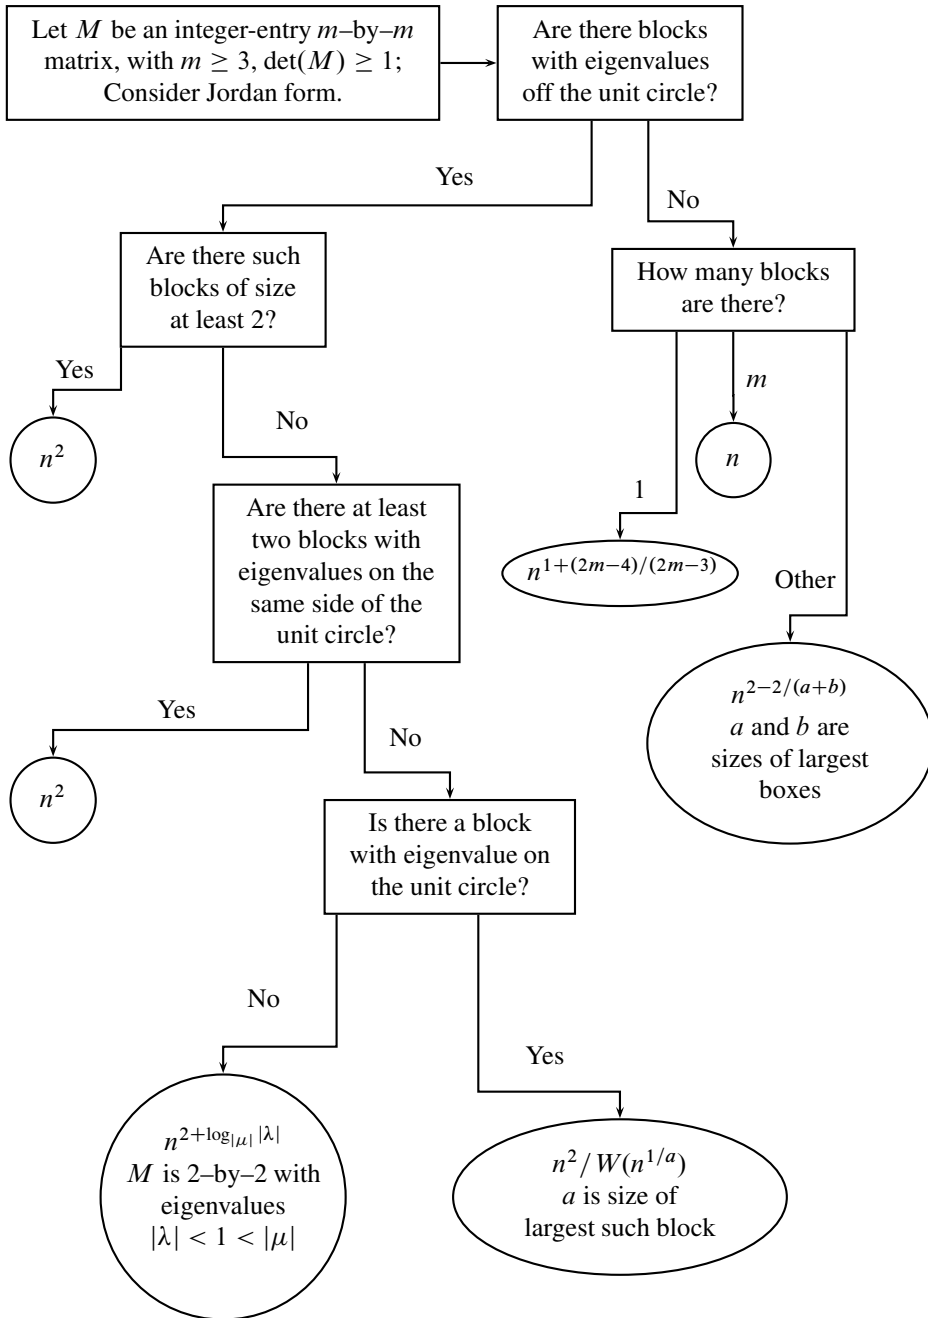 Let M be an integer-entry m–by–m
matrix, with m ≥ 3, det(M) ≥ 1;
Consider Jordan form.
Are there blocks
with eigenvalues
off the unit circle?
Yes
No
Are there such
blocks of size
at least 2?
How many blocks
are there?
Yes
No
m
n²
n
1
Are there at least
two blocks with
eigenvalues on the
same side of the
unit circle?
n^{1+(2m−4)/(2m−3)}
Other
n^{2−2/(a+b)}
a and b are
sizes of largest
boxes
Yes
No
n²
Is there a block
with eigenvalue on
the unit circle?
No
Yes
n^{2+log_{|μ|} |λ|}
M is 2–by–2 with
eigenvalues
|λ| < 1 < |μ|
n²/W(n^{1/a})
a is size of
largest such block